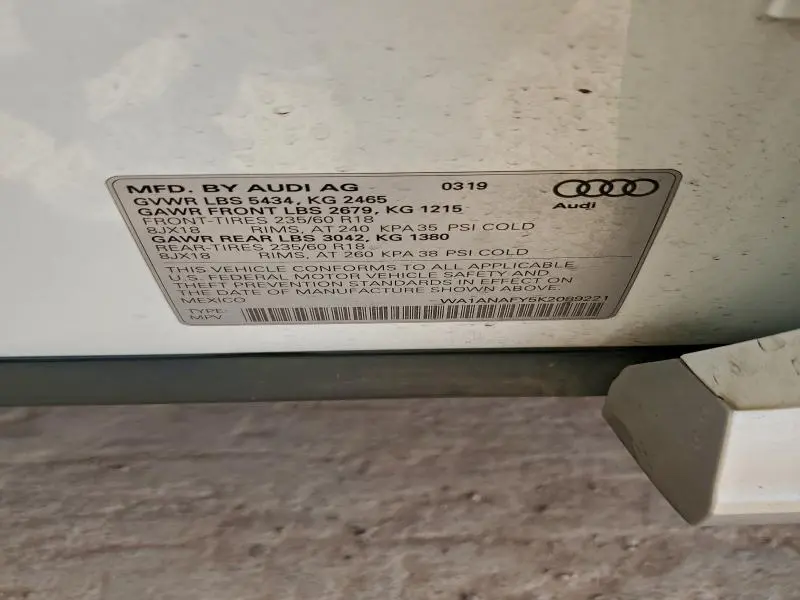 MFD. BY AUDI AG 0319
GVWR LBS 5434, KG 2465
GAWR FRONT LBS 2679, KG 1215
FRONT-TIRES 235/60 R18
8JX18 RIMS, AT 240 KPA 35 PSI COLD
GAWR REAR LBS 3042, KG 1380
REAR-TIRES 235/60 R18
8JX18 RIMS, AT 260 KPA 38 PSI COLD
Audi
THIS VEHICLE CONFORMS TO ALL APPLICABLE
U.S. FEDERAL MOTOR VEHICLE SAFETY AND
THEFT PREVENTION STANDARDS IN EFFECT ON
THE DATE OF MANUFACTURE SHOWN ABOVE.
MEXICO WA1ANAFY5K2089221
TYPE:
MPV